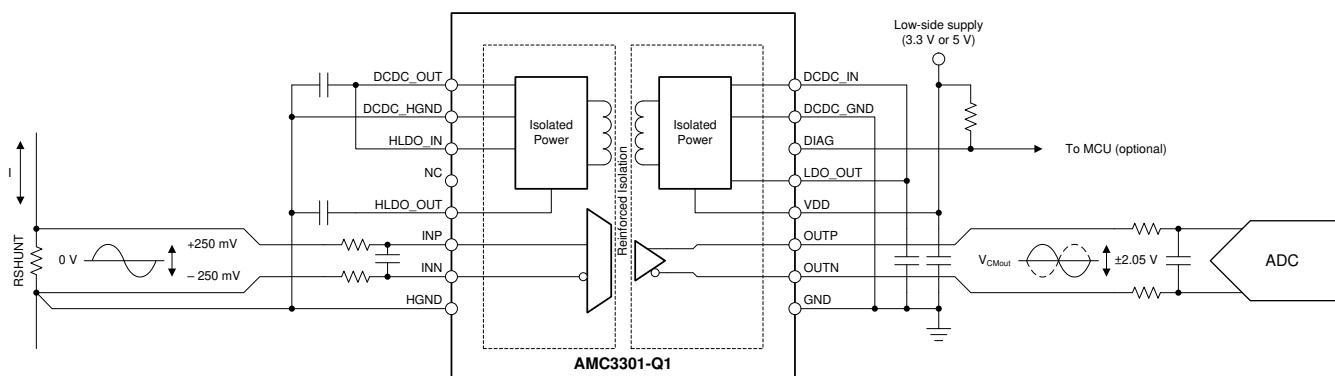 Low-side supply
(3.3 V or 5 V)
DCDC_OUT
DCDC_HGND
HLDO_IN
NC
HLDO_OUT
INP
INN
HGND
Isolated
Power
Reinforced Isolation
Isolated
Power
DCDC_IN
DCDC_GND
DIAG
LDO_OUT
VDD
OUTP
OUTN
GND
To MCU (optional)
I
RSHUNT
0 V
+250 mV
– 250 mV
VCMout
±2.05 V
ADC
AMC3301-Q1